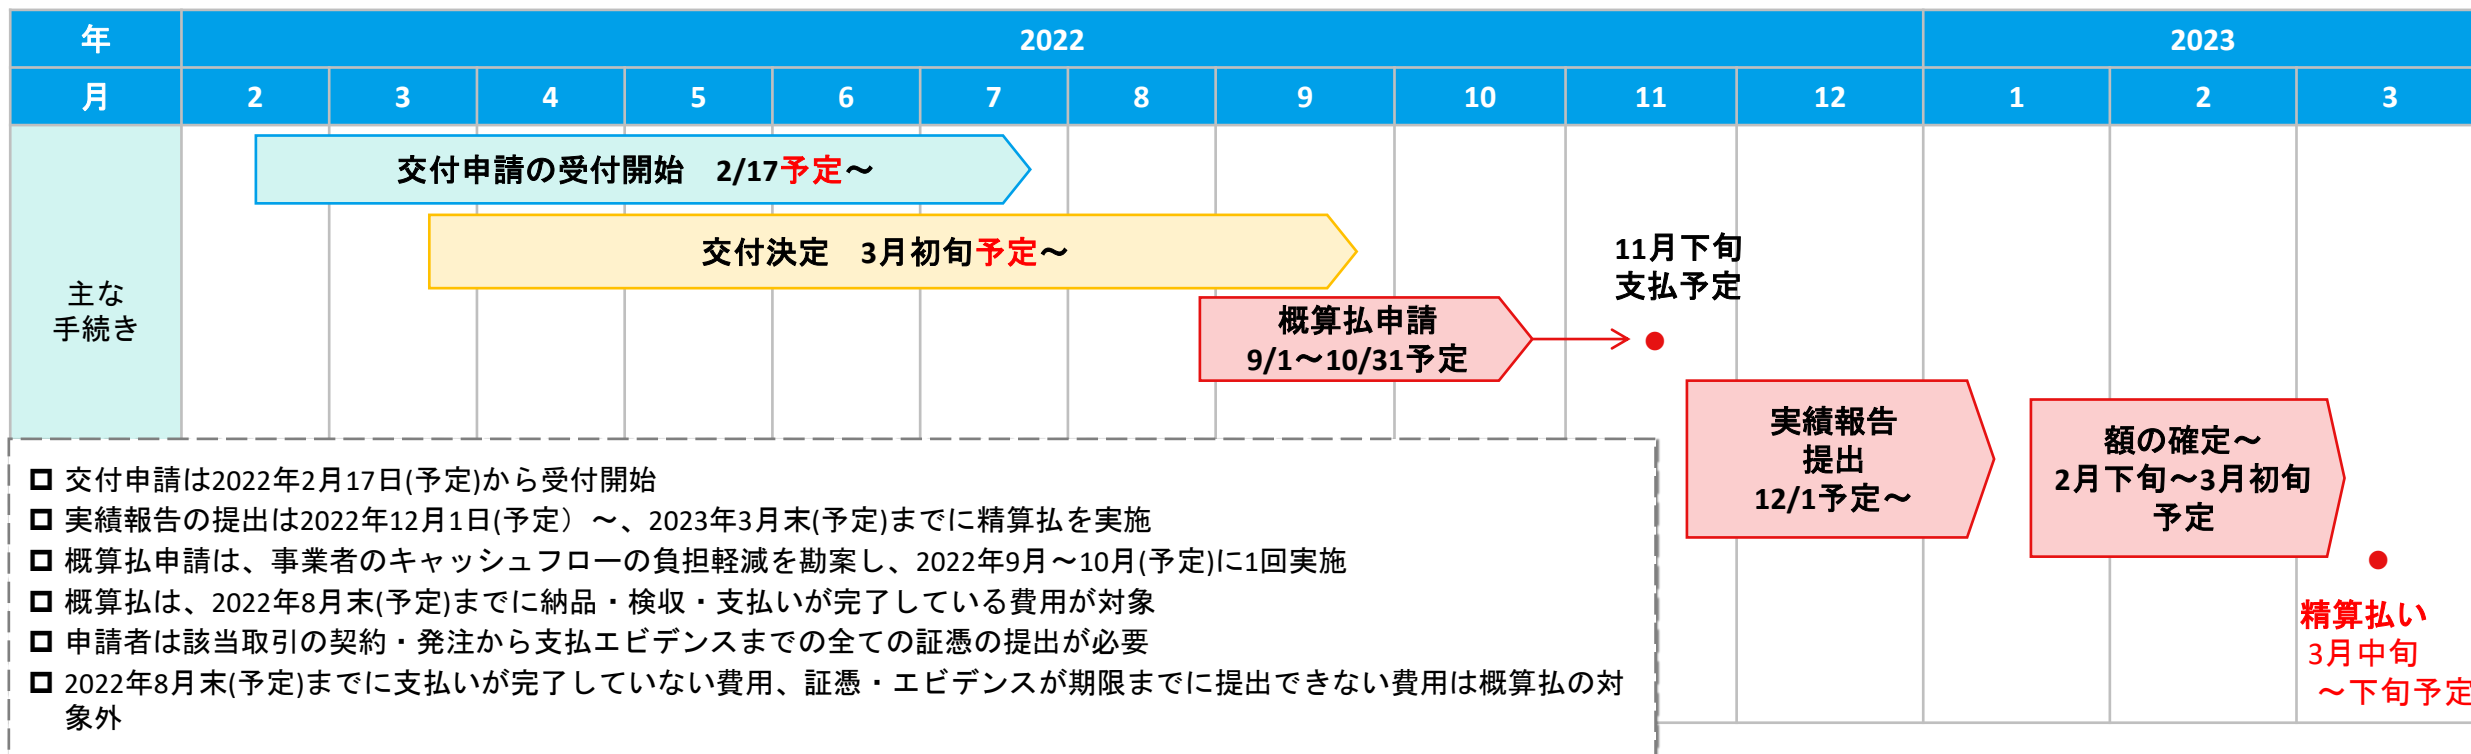 年 2022 2023
月 2 3 4 5 6 7 8 9 10 11 12 1 2 3
主な
手続き
交付申請の受付開始　2/17予定～
交付決定　3月初旬予定～
概算払申請
9/1～10/31予定
11月下旬
支払予定
実績報告
提出
12/1予定～
額の確定～
2月下旬～3月初旬
予定
精算払い
3月中旬
～下旬予定
交付申請は2022年2月17日(予定)から受付開始
実績報告の提出は2022年12月1日(予定）～、2023年3月末(予定)までに精算払を実施
概算払申請は、事業者のキャッシュフローの負担軽減を勘案し、2022年9月～10月(予定)に1回実施
概算払は、2022年8月末(予定)までに納品・検収・支払いが完了している費用が対象
申請者は該当取引の契約・発注から支払エビデンスまでの全ての証憑の提出が必要
2022年8月末(予定)までに支払いが完了していない費用、証憑・エビデンスが期限までに提出できない費用は概算払の対
象外